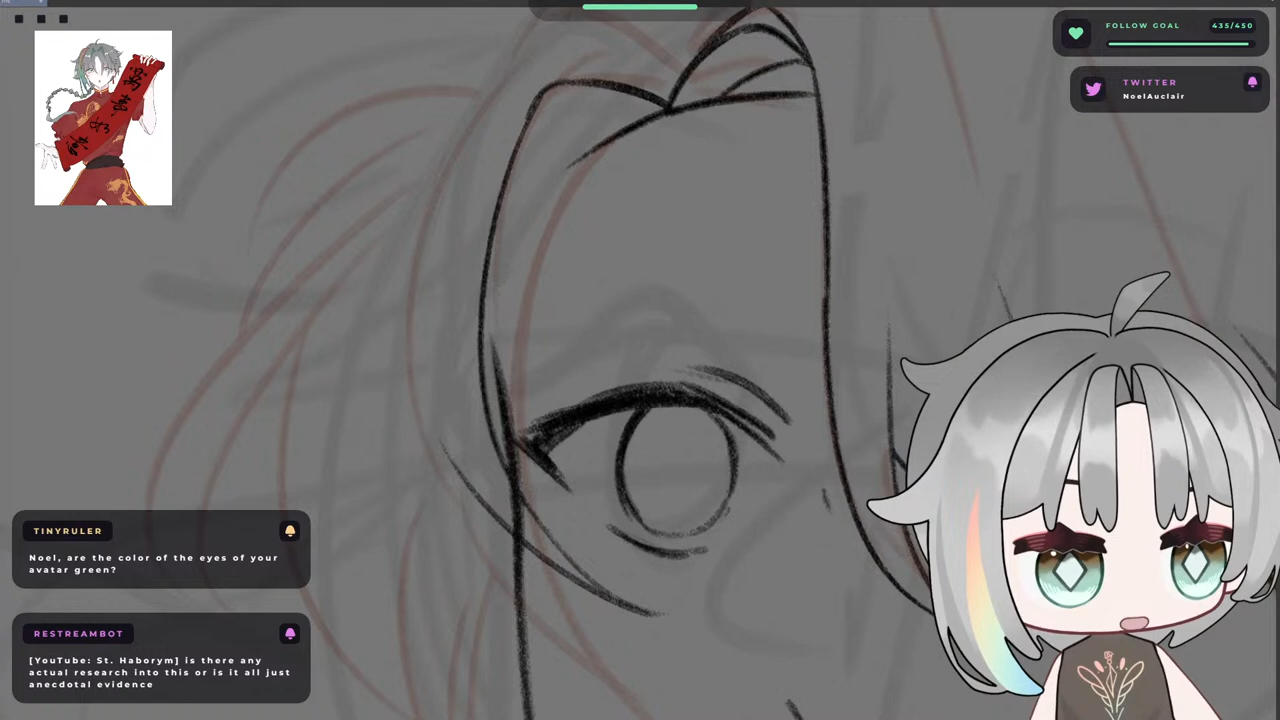 FOLLOW GOAL 435/450
TWITTER
NoelAuclair
TINYRULER
Noel, are the color of the eyes of your
avatar green?
RESTREAMBOT
[YouTube: St. Haborym] is there any
actual research into this or is it all just
anecdotal evidence